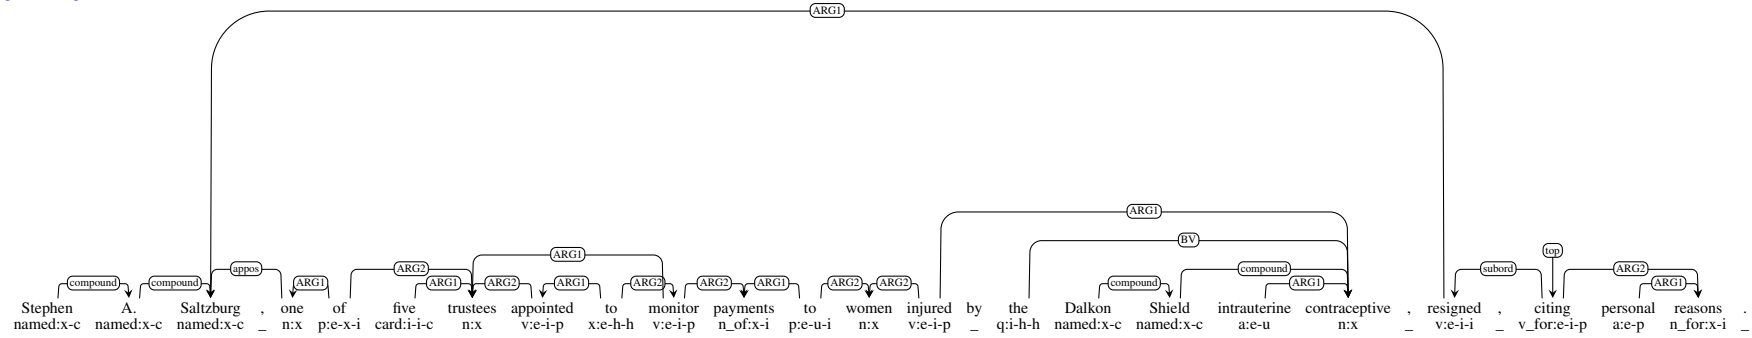 ARG1
ARG1
BV
top
ARG1
appos ARG2 compound subord ARG2
compound compound ARG1 ARG1 ARG2 ARG1 ARG2 ARG2 ARG1 ARG2 ARG2 compound ARG1 ARG1
Stephen A. Saltzburg , one of five trustees appointed to monitor payments to women injured by the Dalkon Shield intrauterine contraceptive , resigned , citing personal reasons .
named:x-c named:x-c named:x-c _ n:x p:e-x-i card:i-i-c n:x v:e-i-p x:e-h-h v:e-i-p n_of:x-i p:e-u-i n:x v:e-i-p _ q:i-h-h named:x-c named:x-c a:e-u n:x _ v:e-i-i _ v_for:e-i-p a:e-p n_for:x-i _